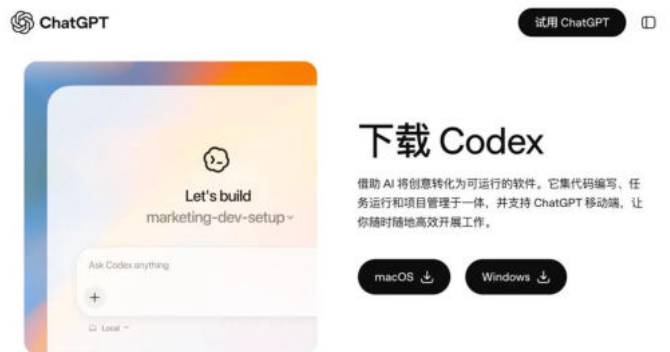 ChatGPT
试用 ChatGPT
Let's build
marketing-dev-setup
Ask Codex anything
+
Local
下载 Codex
借助 AI 将创意转化为可运行的软件。它集代码编写、任
务运行和项目管理于一体，并支持 ChatGPT 移动端，让
你随时随地高效开展工作。
macOS
Windows